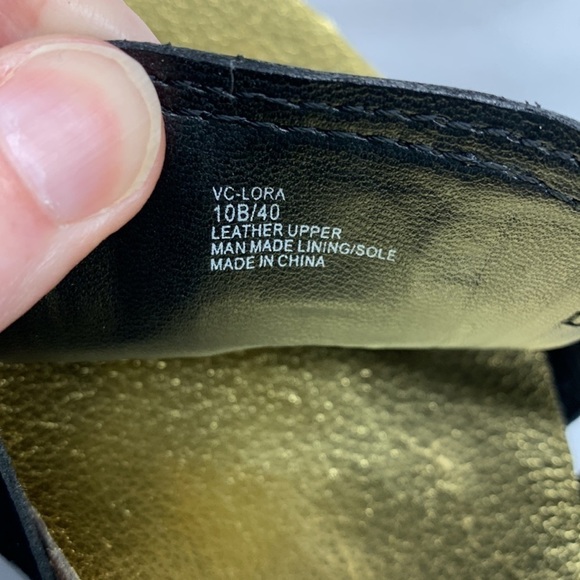 VC-LORA
10B/40
LEATHER UPPER
MAN MADE LINING/SOLE
MADE IN CHINA